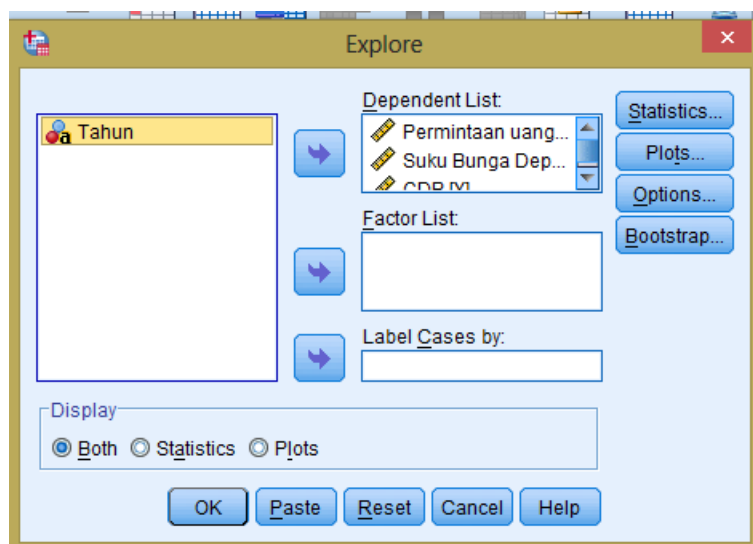 Explore
Tahun
Dependent List:
Permintaan uang...
Suku Bunga Dep...
Factor List:
Label Cases by:
Statistics...
Plots...
Options...
Bootstrap...
Display
Both Statistics Plots
OK Paste Reset Cancel Help